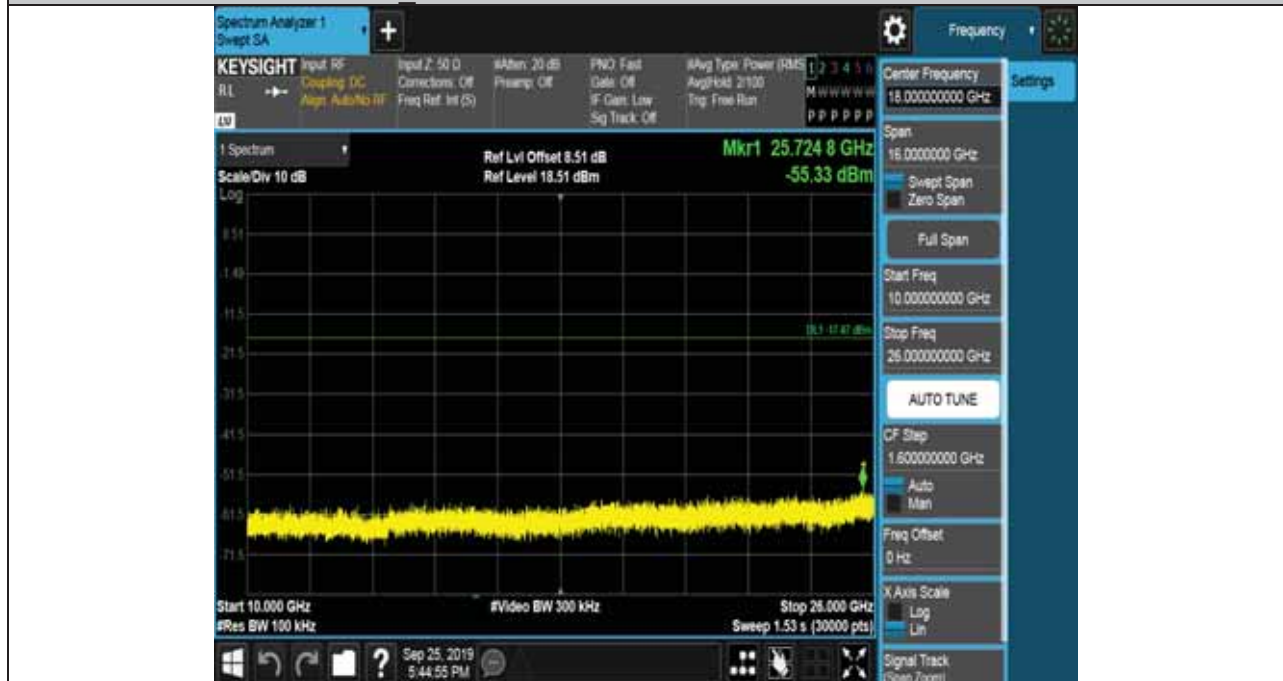 Spectrum Analyzer 1
Swept SA
Frequency
KEYSIGHT
RL
LV
Input: RF
Coupling: DC
Align: Auto/No RF
Input Z: 50 Ω
Corrections: Off
Freq Ref: Int (S)
#Atten: 20 dB
Preamp: Off
PNO: Fast
Gate: Off
IF Gain: Low
Sig Track: Off
#Avg Type: Power (RMS
Avg|Hold: 2/100
Trig: Free Run
1 2 3 4 5 6
M W W W W W
P P P P P P
1 Spectrum
Scale/Div 10 dB
Log
Ref Lvl Offset 8.51 dB
Ref Level 18.51 dBm
Mkr1 25.724 8 GHz
-55.33 dBm
8.51
-1.49
-11.5
DL1 -17.47 dBm
-21.5
-31.5
-41.5
-51.5
-61.5
-71.5
1
Start 10.000 GHz
#Res BW 100 kHz
#Video BW 300 kHz
Stop 26.000 GHz
Sweep 1.53 s (30000 pts)
Center Frequency
18.000000000 GHz
Settings
Span
16.0000000 GHz
Swept Span
Zero Span
Full Span
Start Freq
10.000000000 GHz
Stop Freq
26.000000000 GHz
AUTO TUNE
CF Step
1.600000000 GHz
Auto
Man
Freq Offset
0 Hz
X Axis Scale
Log
Lin
Signal Track
(Span Zoom)
?
Sep 25, 2019
5:44:55 PM